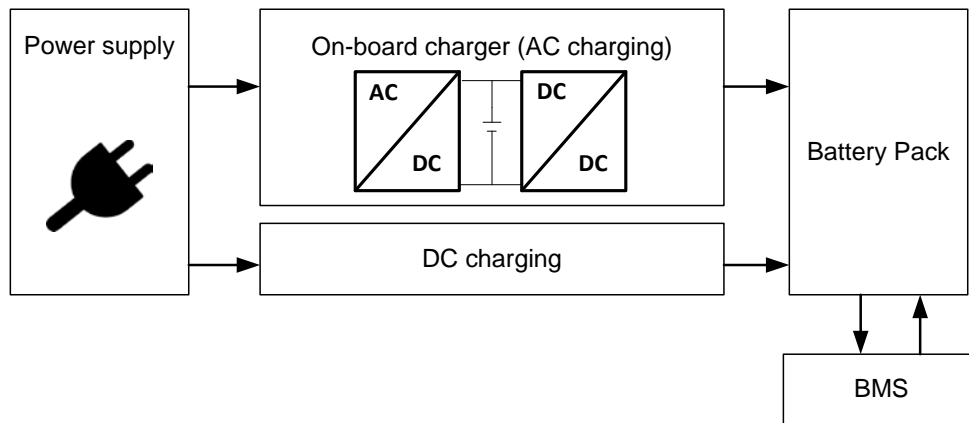 Power supply
On-board charger (AC charging)
AC
DC
DC
DC
Battery Pack
DC charging
BMS